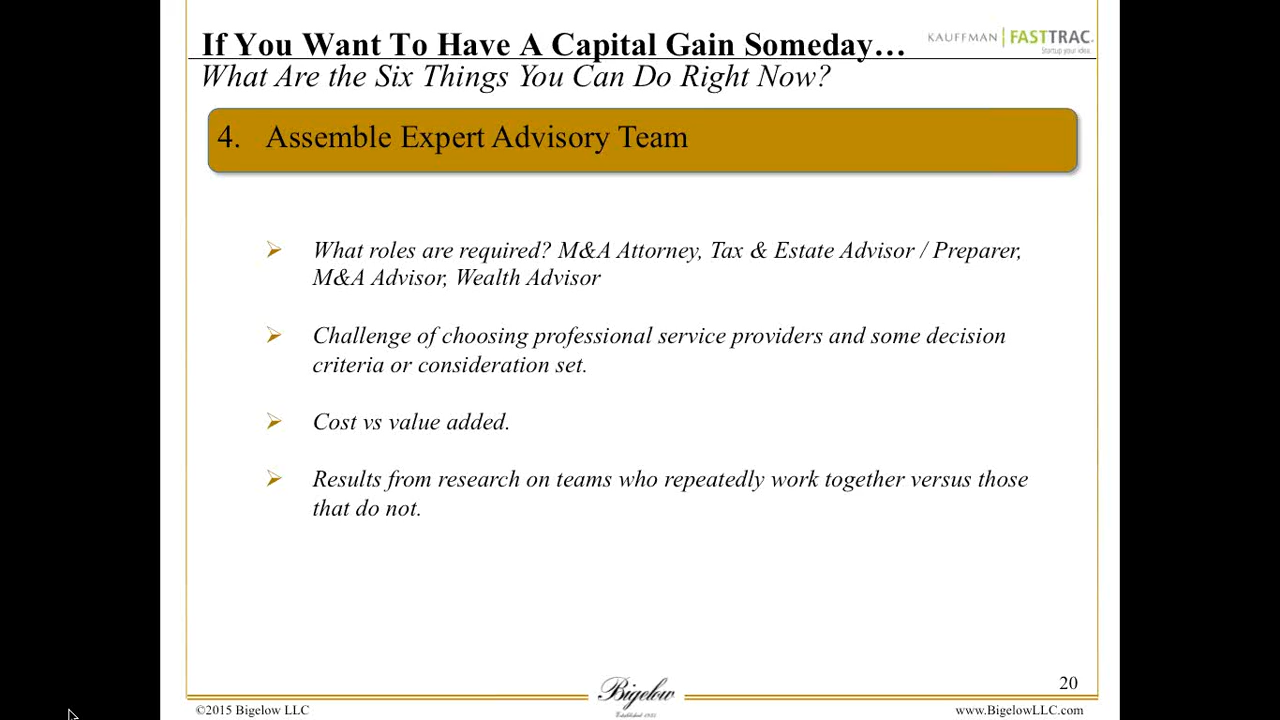 If You Want To Have A Capital Gain Someday…
KAUFFMAN FASTTRAC.
Startup your idea.
What Are the Six Things You Can Do Right Now?
4. Assemble Expert Advisory Team
What roles are required? M&A Attorney, Tax & Estate Advisor / Preparer,
M&A Advisor, Wealth Advisor
Challenge of choosing professional service providers and some decision
criteria or consideration set.
Cost vs value added.
Results from research on teams who repeatedly work together versus those
that do not.
20
Bigelow
©2015 Bigelow LLC
www.BigelowLLC.com